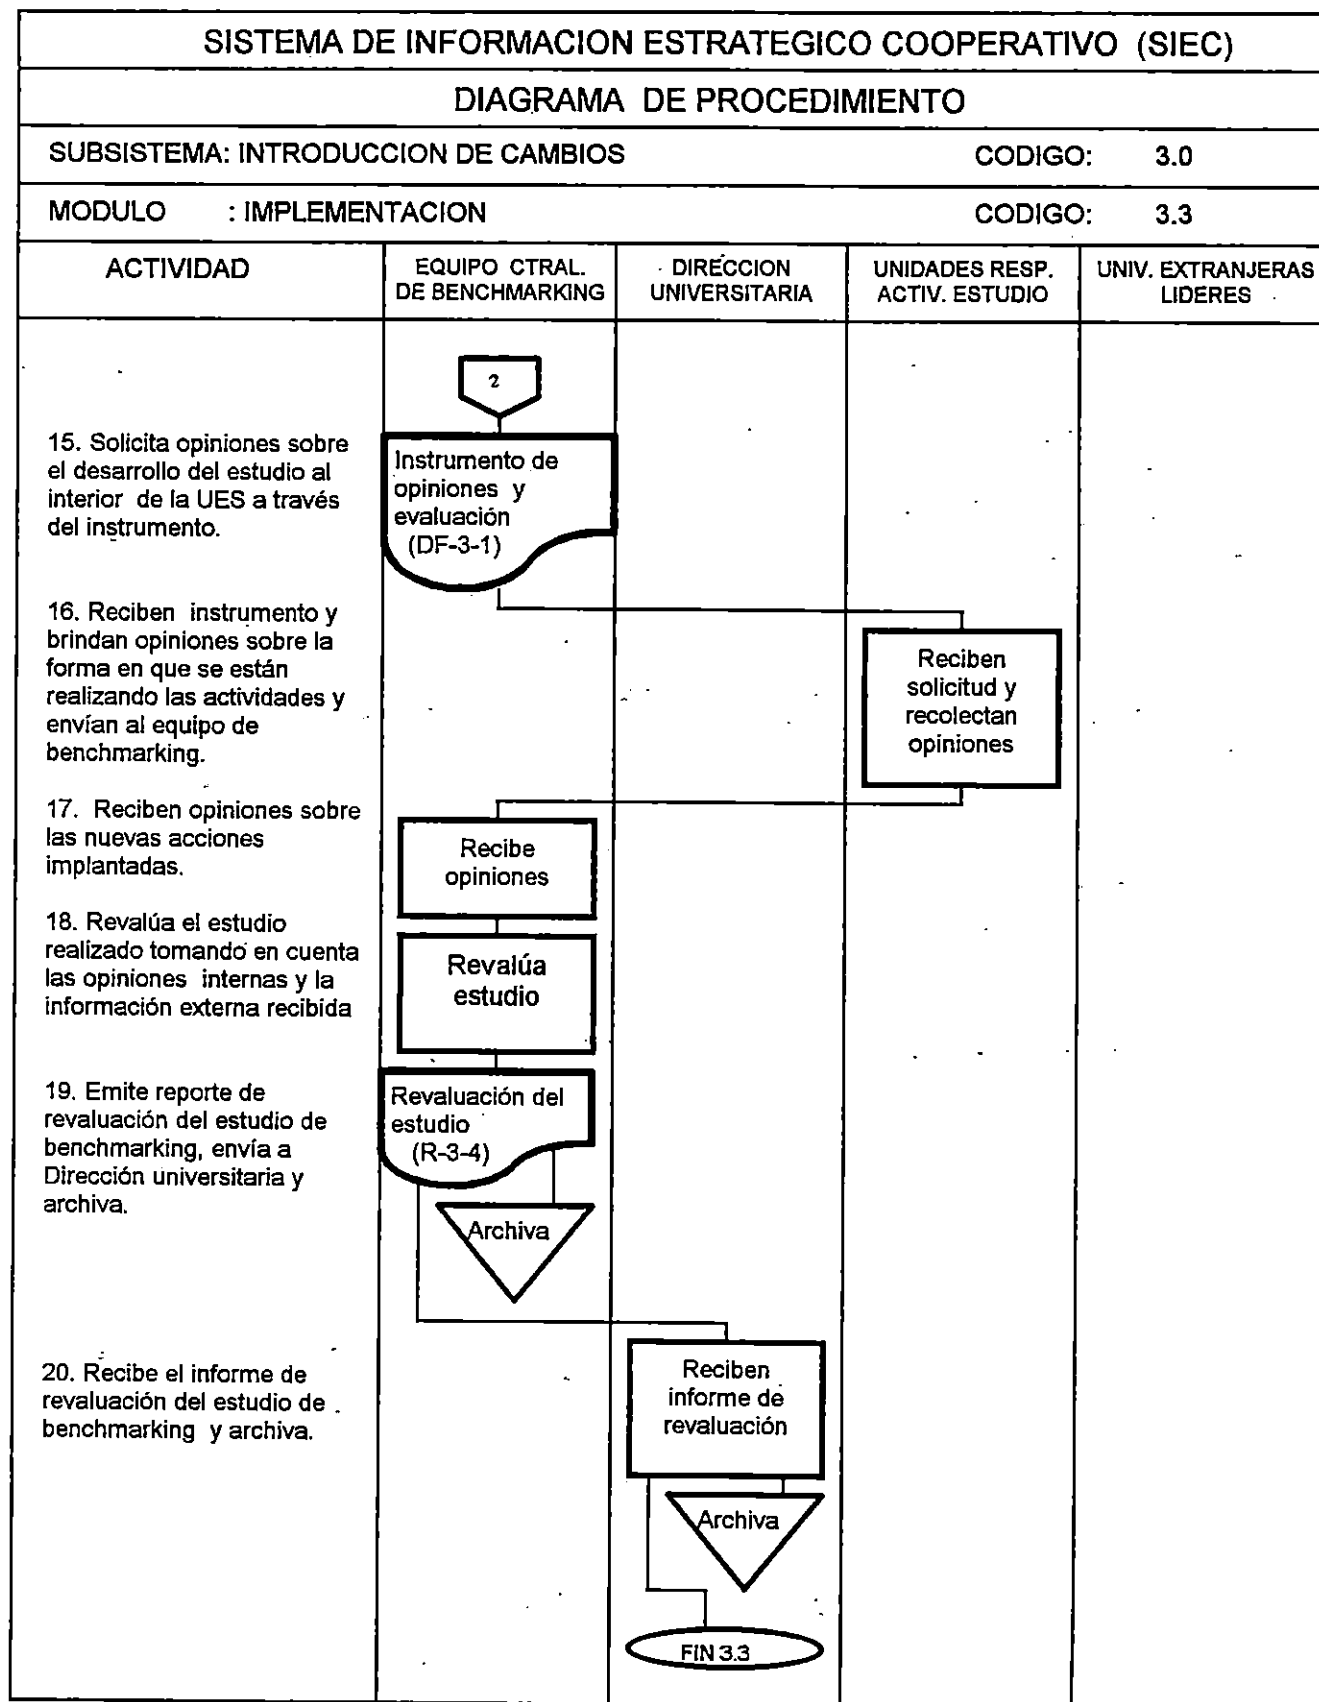 SISTEMA DE INFORMACION ESTRATEGICO COOPERATIVO (SIEC)
DIAGRAMA DE PROCEDIMIENTO
SUBSISTEMA: INTRODUCCION DE CAMBIOS CODIGO: 3.0
MODULO : IMPLEMENTACION CODIGO: 3.3
ACTIVIDAD
EQUIPO CTRAL.
DE BENCHMARKING
DIRECCION
UNIVERSITARIA
UNIDADES RESP.
ACTIV. ESTUDIO
UNIV. EXTRANJERAS
LIDERES
2
15. Solicita opiniones sobre
el desarrollo del estudio al
interior de la UES a través
del instrumento.
Instrumento de
opiniones y
evaluación
(DF-3-1)
16. Reciben instrumento y
brindan opiniones sobre la
forma en que se están
realizando las actividades y
envían al equipo de
benchmarking.
Reciben
solicitud y
recolectan
opiniones
17. Reciben opiniones sobre
las nuevas acciones
implantadas.
Recibe
opiniones
18. Revalúa el estudio
realizado tomando en cuenta
las opiniones internas y la
información externa recibida
Revalúa
estudio
19. Emite reporte de
revaluación del estudio de
benchmarking, envía a
Dirección universitaria y
archiva.
Revaluación del
estudio
(R-3-4)
Archiva
20. Recibe el informe de
revaluación del estudio de
benchmarking y archiva.
Reciben
informe de
revaluación
Archiva
FIN 3.3